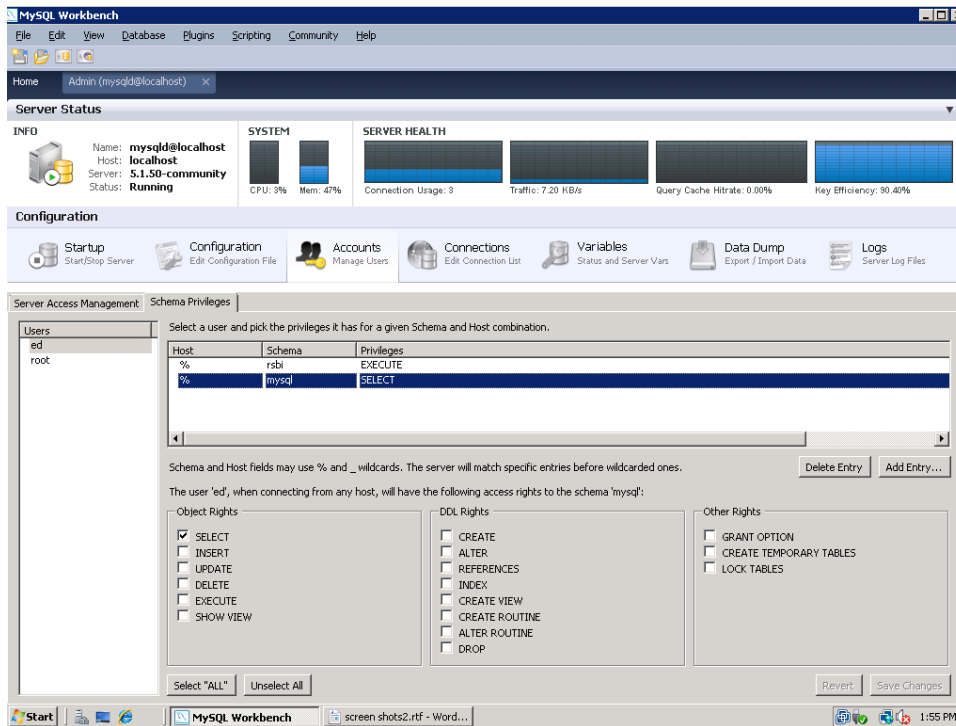 MySQL Workbench
File Edit View Database Plugins Scripting Community Help
Home Admin (mysqld@localhost)
Server Status
INFO SYSTEM SERVER HEALTH
Name: mysqld@localhost
Host: localhost
Server: 5.1.50-community
Status: Running
CPU: 3% Mem: 47% Connection Usage: 3 Traffic: 7.20 KB/s Query Cache Hitrate: 0.00% Key Efficiency: 90.40%
Configuration
Startup Configuration Accounts Connections Variables Data Dump Logs
Start/Stop Server Edit Configuration File Manage Users Edit Connection List Status and Server Vars Export / Import Data Server Log Files
Server Access Management Schema Privileges
Users
ed
root
Select a user and pick the privileges it has for a given Schema and Host combination.
Host Schema Privileges
% rsbi EXECUTE
% mysql SELECT
Schema and Host fields may use % and _ wildcards. The server will match specific entries before wildcarded ones.
Delete Entry Add Entry...
The user 'ed', when connecting from any host, will have the following access rights to the schema 'mysql':
Object Rights
SELECT
INSERT
UPDATE
DELETE
EXECUTE
SHOW VIEW
DDL Rights
CREATE
ALTER
REFERENCES
INDEX
CREATE VIEW
CREATE ROUTINE
ALTER ROUTINE
DROP
Other Rights
GRANT OPTION
CREATE TEMPORARY TABLES
LOCK TABLES
Select "ALL" Unselect All Revert Save Changes
Start MySQL Workbench screen shots2.rtf - Word... 1:55 PM